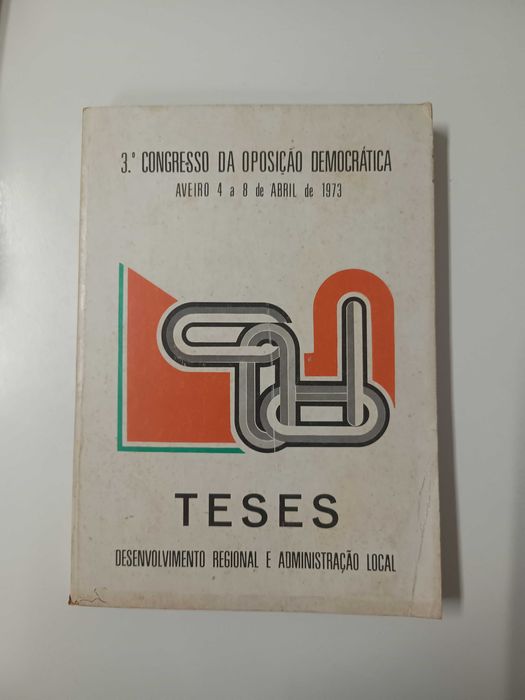 3.º CONGRESSO DA OPOSIÇÃO DEMOCRÁTICA
AVEIRO 4 a 8 de ABRIL de 1973
TESES
DESENVOLVIMENTO REGIONAL E ADMINISTRAÇÃO LOCAL